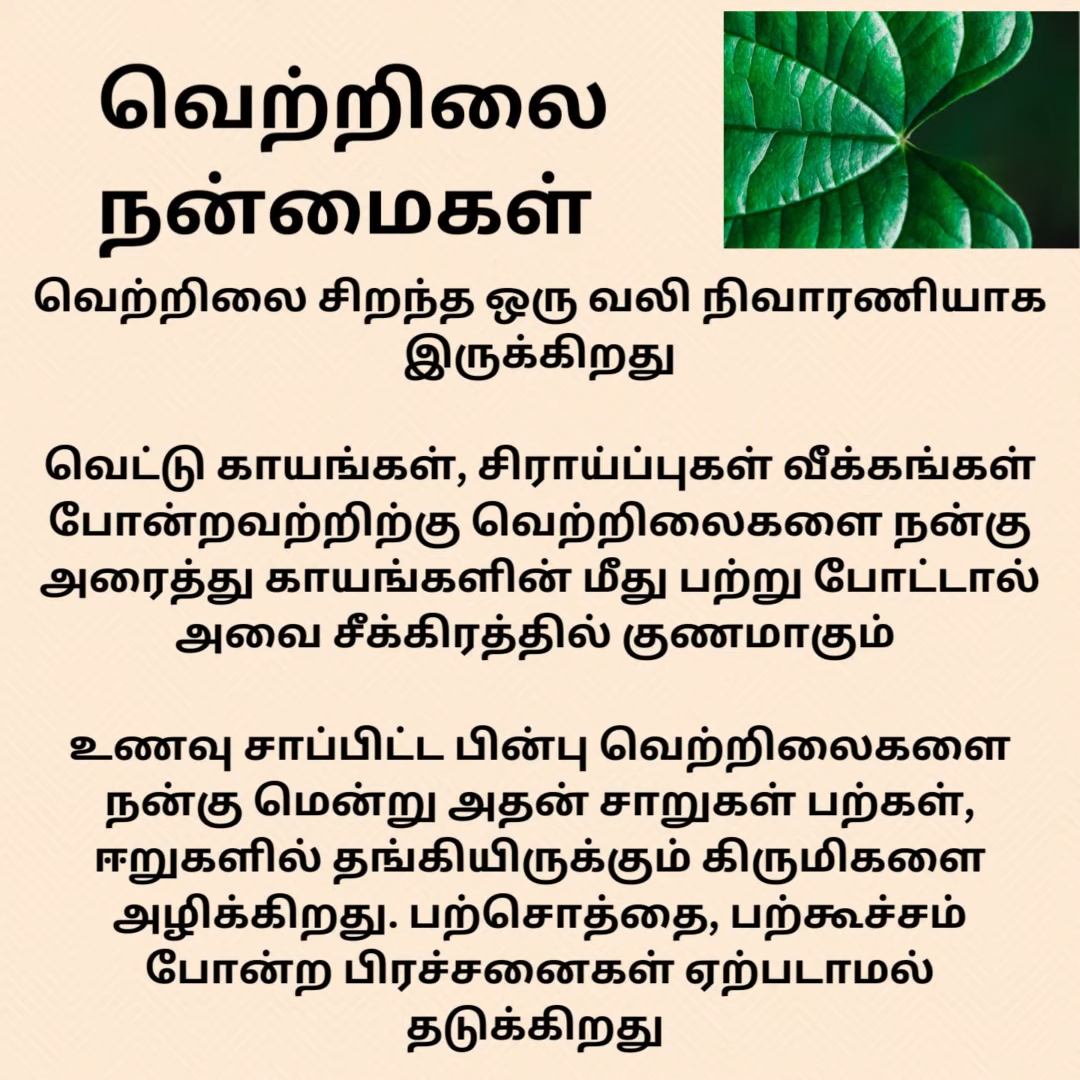 வெற்றிலை
நன்மைகள்
வெற்றிலை சிறந்த ஒரு வலி நிவாரணியாக
இருக்கிறது
வெட்டு காயங்கள், சிராய்ப்புகள் வீக்கங்கள்
போன்றவற்றிற்கு வெற்றிலைகளை நன்கு
அரைத்து காயங்களின் மீது பற்று போட்டால்
அவை சீக்கிரத்தில் குணமாகும்
உணவு சாப்பிட்ட பின்பு வெற்றிலைகளை
நன்கு மென்று அதன் சாறுகள் பற்கள்,
ஈறுகளில் தங்கியிருக்கும் கிருமிகளை
அழிக்கிறது. பற்சொத்தை, பற்கூச்சம்
போன்ற பிரச்சனைகள் ஏற்படாமல்
தடுக்கிறது